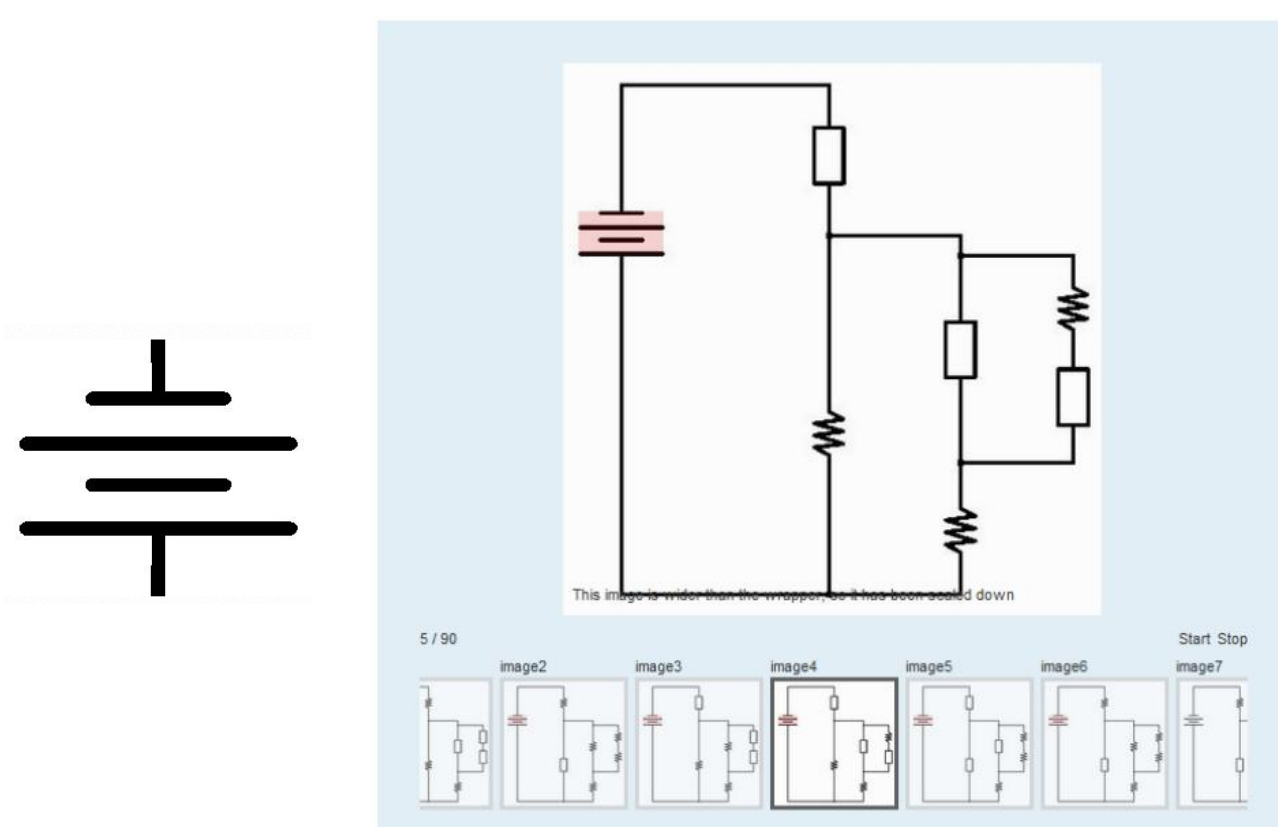 This image is wider than the wrapper, so it has been scaled down
5 / 90
Start Stop
image2
image3
image4
image5
image6
image7